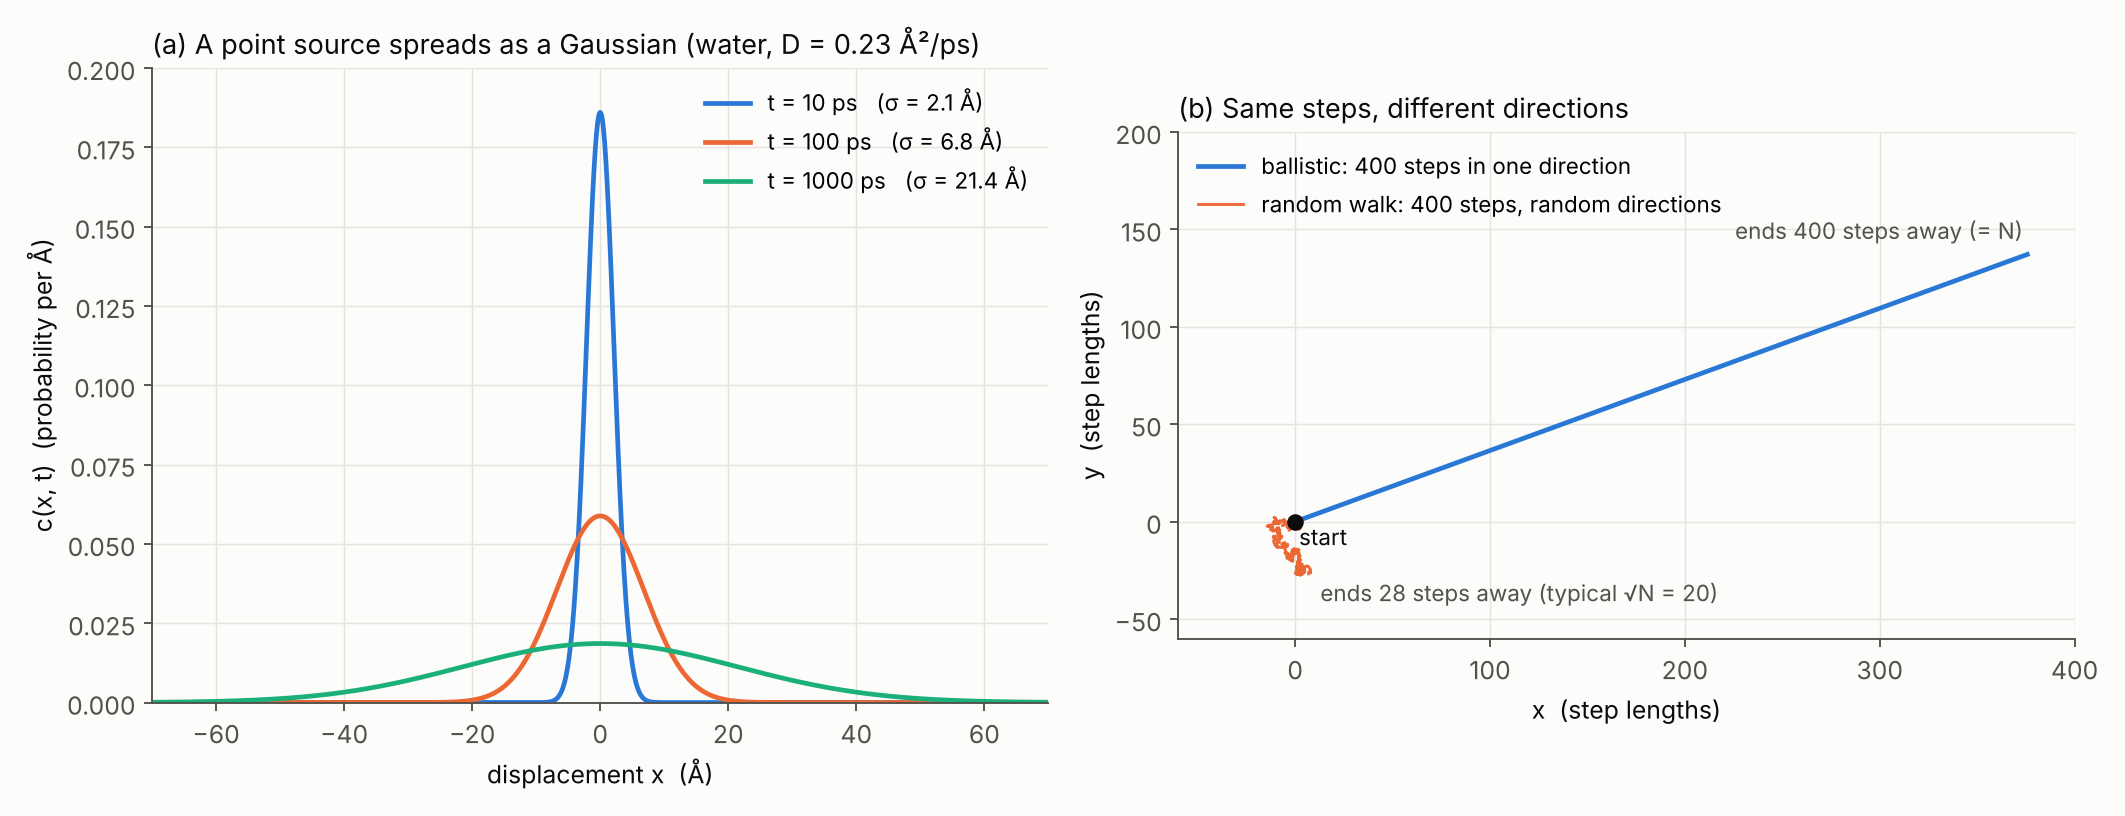 (a) A point source spreads as a Gaussian (water, D = 0.23 Å²/ps)
0.200
0.175
0.150
0.125
0.100
0.075
0.050
0.025
0.000
c(x, t) (probability per Å)
t = 10 ps (σ = 2.1 Å)
t = 100 ps (σ = 6.8 Å)
t = 1000 ps (σ = 21.4 Å)
−60 −40 −20 0 20 40 60
displacement x (Å)
(b) Same steps, different directions
200
150
100
50
0
−50
y (step lengths)
ballistic: 400 steps in one direction
random walk: 400 steps, random directions
ends 400 steps away (= N)
start
ends 28 steps away (typical √N = 20)
0 100 200 300 400
x (step lengths)